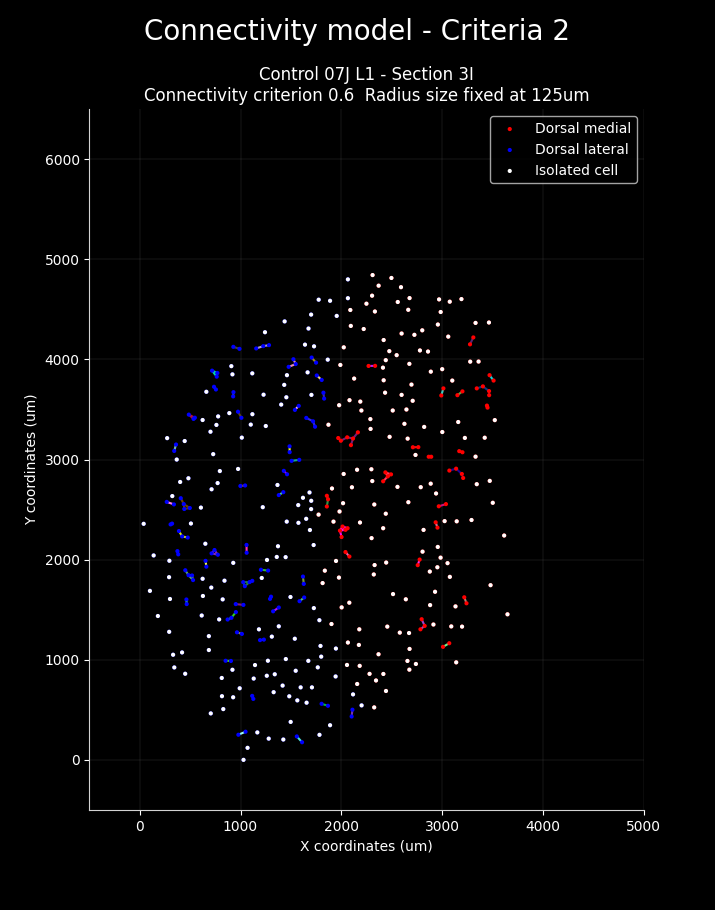 Connectivity model - Criteria 2
Control 07J L1 - Section 3I
Connectivity criterion 0.6  Radius size fixed at 125um
Dorsal medial
Dorsal lateral
Isolated cell
6000
5000
4000
3000
2000
1000
0
Y coordinates (um)
0 1000 2000 3000 4000 5000
X coordinates (um)